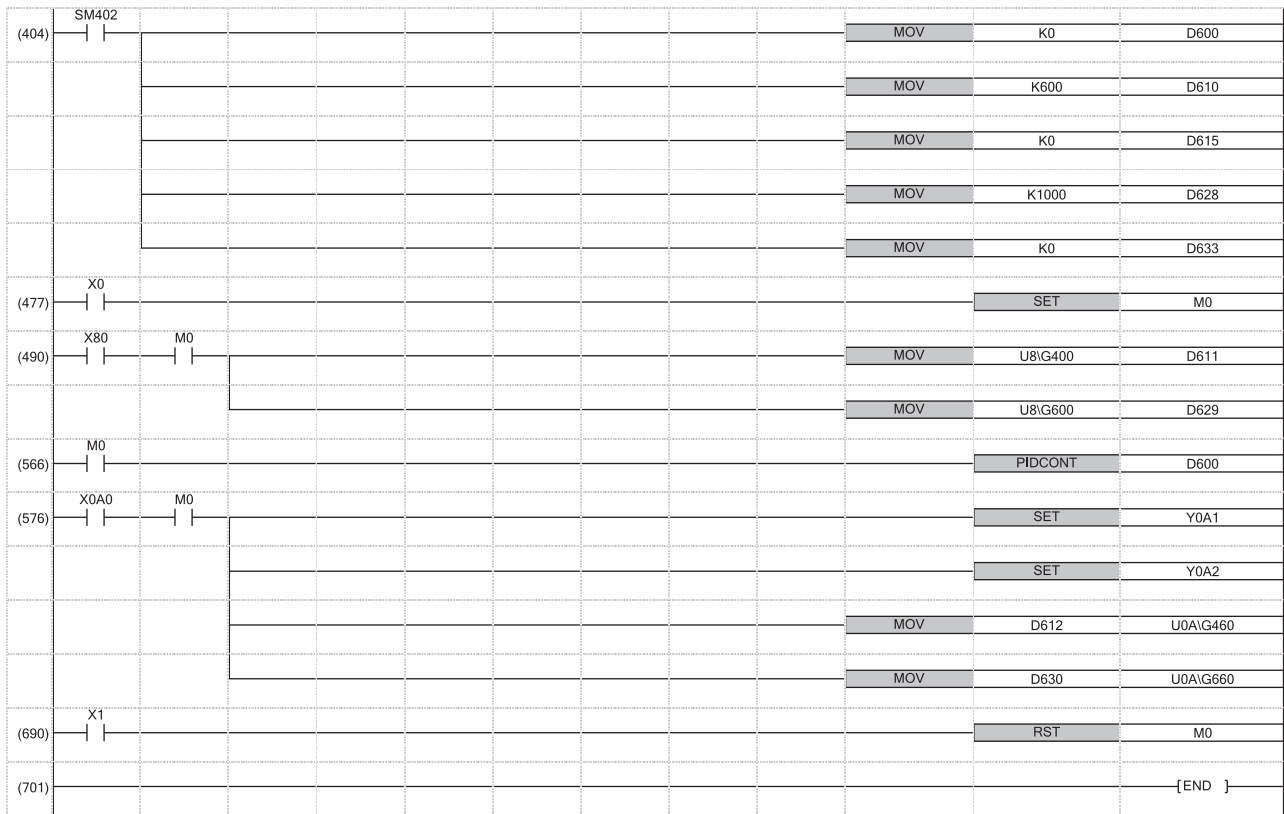 SM402
(404) MOV K0 D600
MOV K600 D610
MOV K0 D615
MOV K1000 D628
MOV K0 D633
X0
(477) SET M0
X80 M0
(490) MOV U8\G400 D611
MOV U8\G600 D629
M0
(566) PIDCONT D600
X0A0 M0
(576) SET Y0A1
SET Y0A2
MOV D612 U0A\G460
MOV D630 U0A\G660
X1
(690) RST M0
(701) [END ]